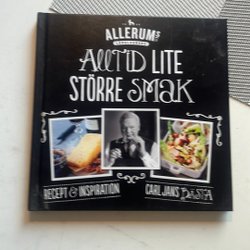 ALLERUMS
ALLTID LITE
STÖRRE SMAK
RECEPT & INSPIRATION
CARL JANS BÄSTA